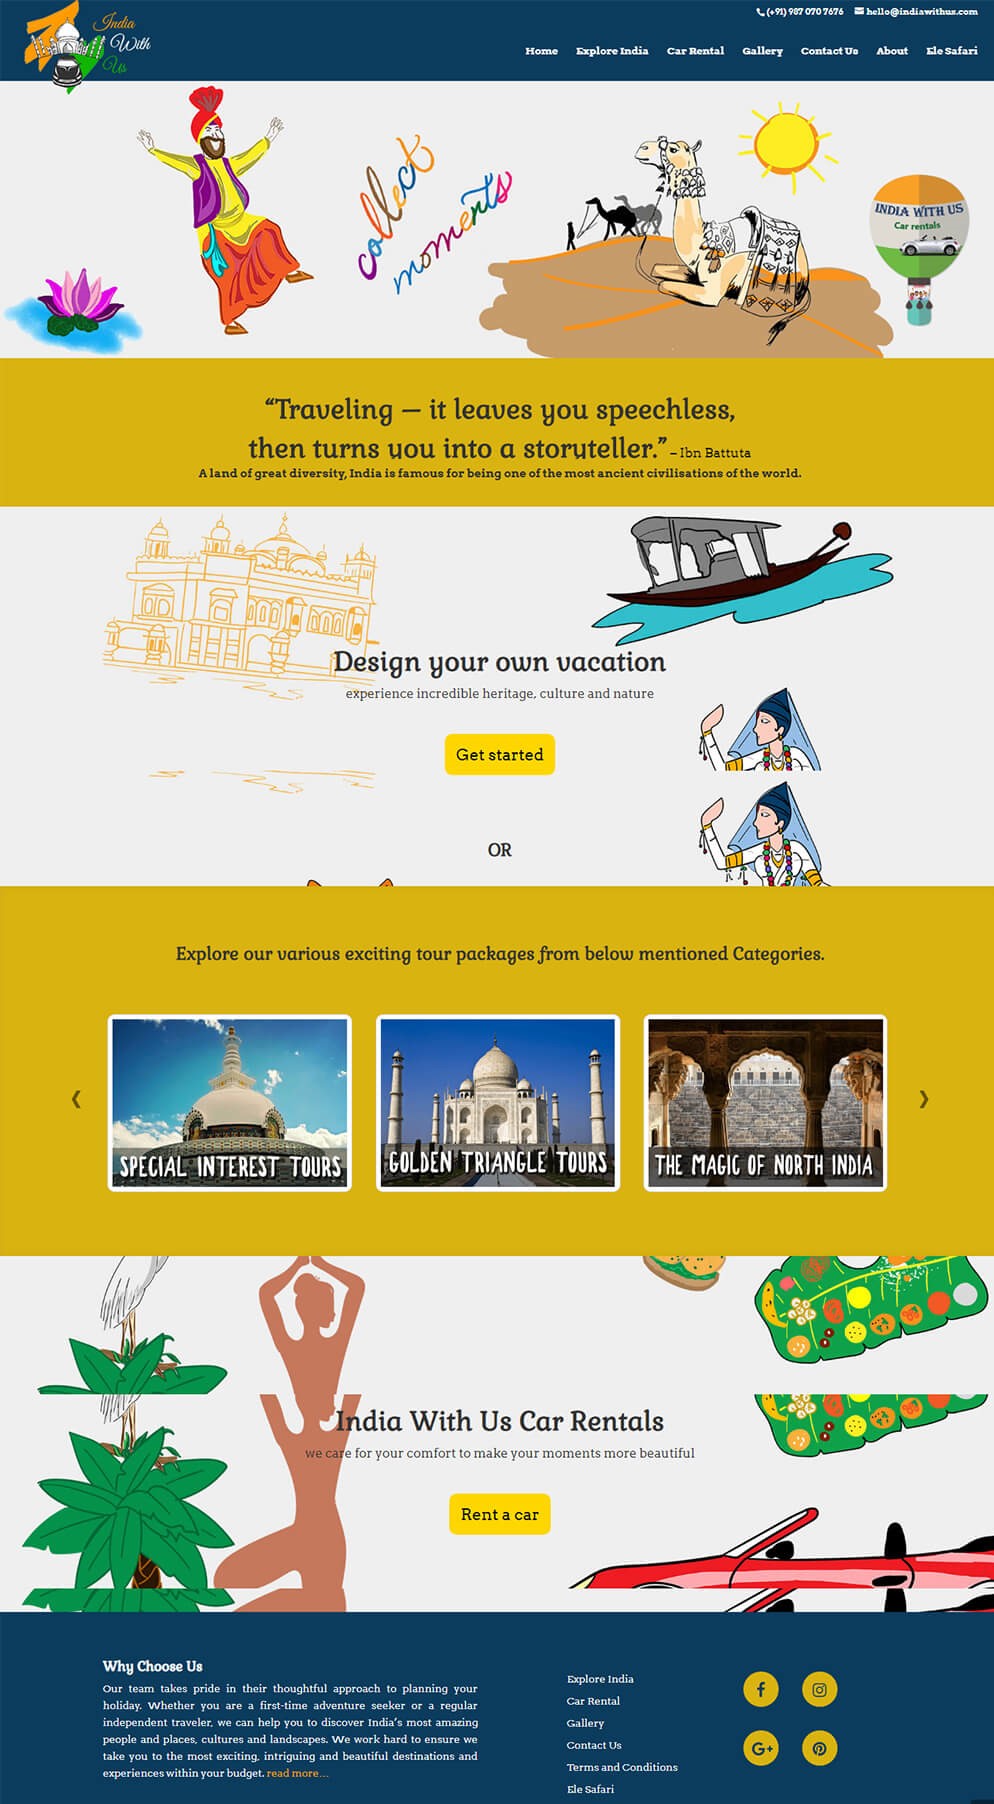 India
With
Us
(+91) 987 070 7676 hello@indiawithus.com
Home Explore India Car Rental Gallery Contact Us About Ele Safari
collect
moments
INDIA WITH US
Car rentals
“Traveling – it leaves you speechless,
then turns you into a storyteller.” – Ibn Battuta
A land of great diversity, India is famous for being one of the most ancient civilisations of the world.
Design your own vacation
experience incredible heritage, culture and nature
Get started
OR
Explore our various exciting tour packages from below mentioned Categories.
SPECIAL INTEREST TOURS
GOLDEN TRIANGLE TOURS
THE MAGIC OF NORTH INDIA
India With Us Car Rentals
we care for your comfort to make your moments more beautiful
Rent a car
Why Choose Us
Our team takes pride in their thoughtful approach to planning your
holiday. Whether you are a first-time adventure seeker or a regular
independent traveler, we can help you to discover India's most amazing
people and places, cultures and landscapes. We work hard to ensure we
take you to the most exciting, intriguing and beautiful destinations and
experiences within your budget. read more...
Explore India
Car Rental
Gallery
Contact Us
Terms and Conditions
Ele Safari